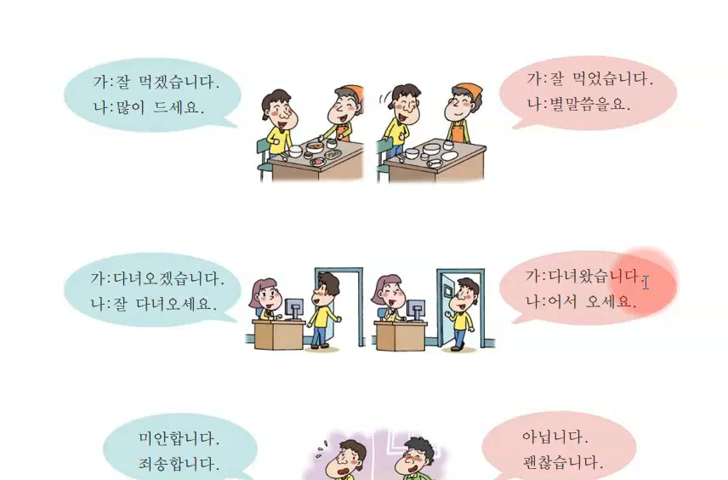 가:잘 먹겠습니다.
나:많이 드세요.
가:잘 먹었습니다.
나:별말씀을요.
가:다녀오겠습니다.
나:잘 다녀오세요.
가:다녀왔습니다.
나:어서 오세요.
미안합니다.
죄송합니다.
아닙니다.
괜찮습니다.